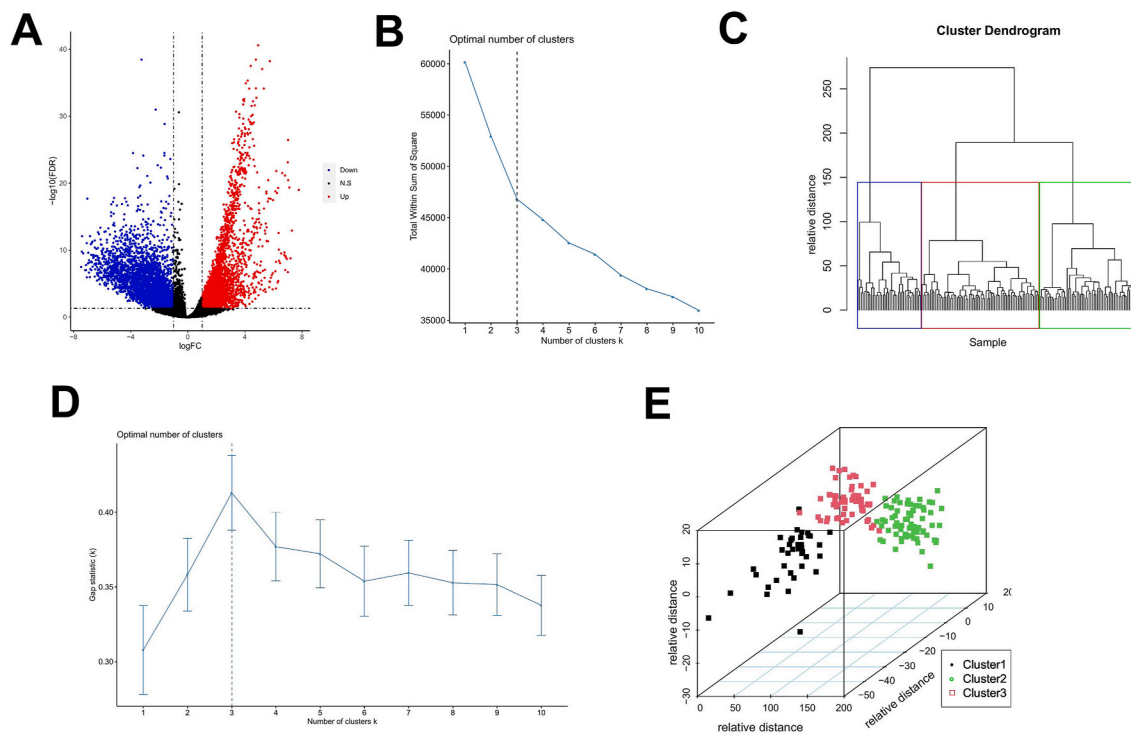 A
40
30
20
10
0
−log10(FDR)
−4
0
4
8
logFC
Down
N.S
Up
B
Optimal number of clusters
60000
55000
50000
45000
40000
35000
Total Within Sum of Square
1 2 3 4 5 6 7 8 9 10
Number of clusters k
C
Cluster Dendrogram
250
200
150
100
50
0
relative distance
Sample
D
Optimal number of clusters
0.40
0.35
0.30
Gap statistic (k)
1 2 3 4 5 6 7 8 9 10
Number of clusters k
E
20
10
0
−10
−20
−30
relative distance
0 50 100 150 200
relative distance
−50
−40
−30
−20
−10
0
10
relative distance
Cluster1
Cluster2
Cluster3